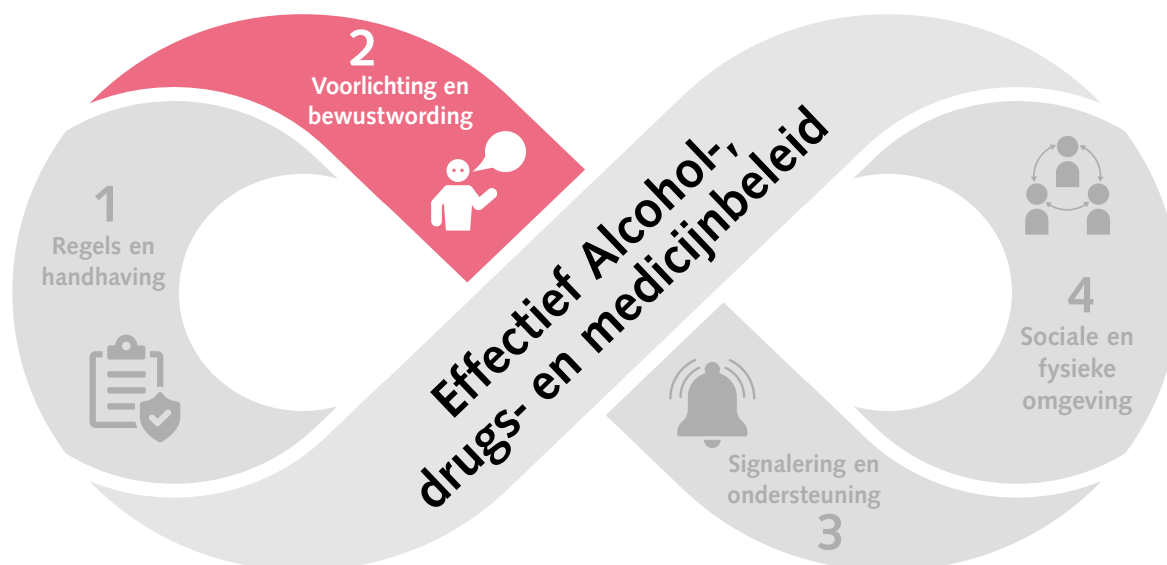 1
Regels en
handhaving
2
Voorlichting en
bewustwording
Effectief Alcohol-,
drugs- en medicijnbeleid
Signalering en
ondersteuning
3
4
Sociale en
fysieke
omgeving